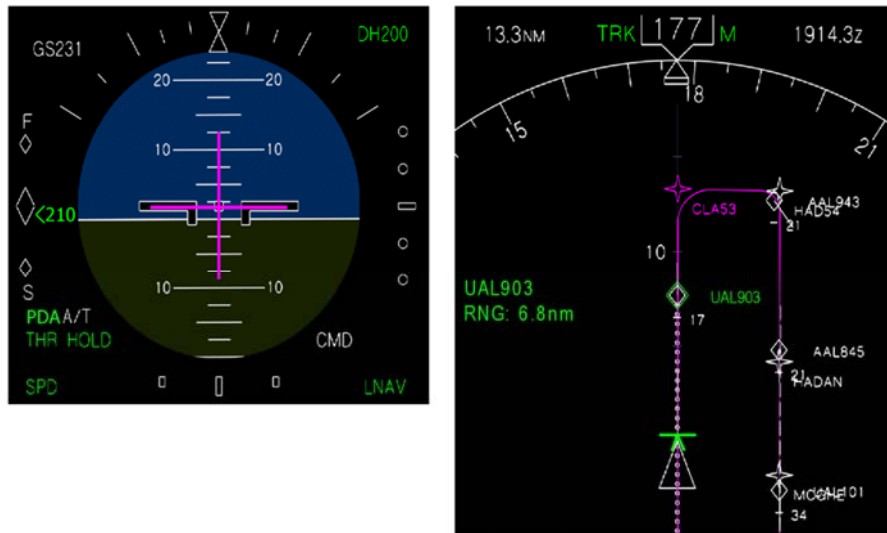 GS231
DH200
20 20
10 10
F
<210
S
10 10
PDA A/T
THR HOLD
CMD
SPD
LNAV
13.3NM
TRK 177 M
1914.3Z
15
18
21
AAL943
HAD54
21
CLA53
10
UAL903
RNG: 6.8nm
UAL903
17
AAL845
21
HADAN
34